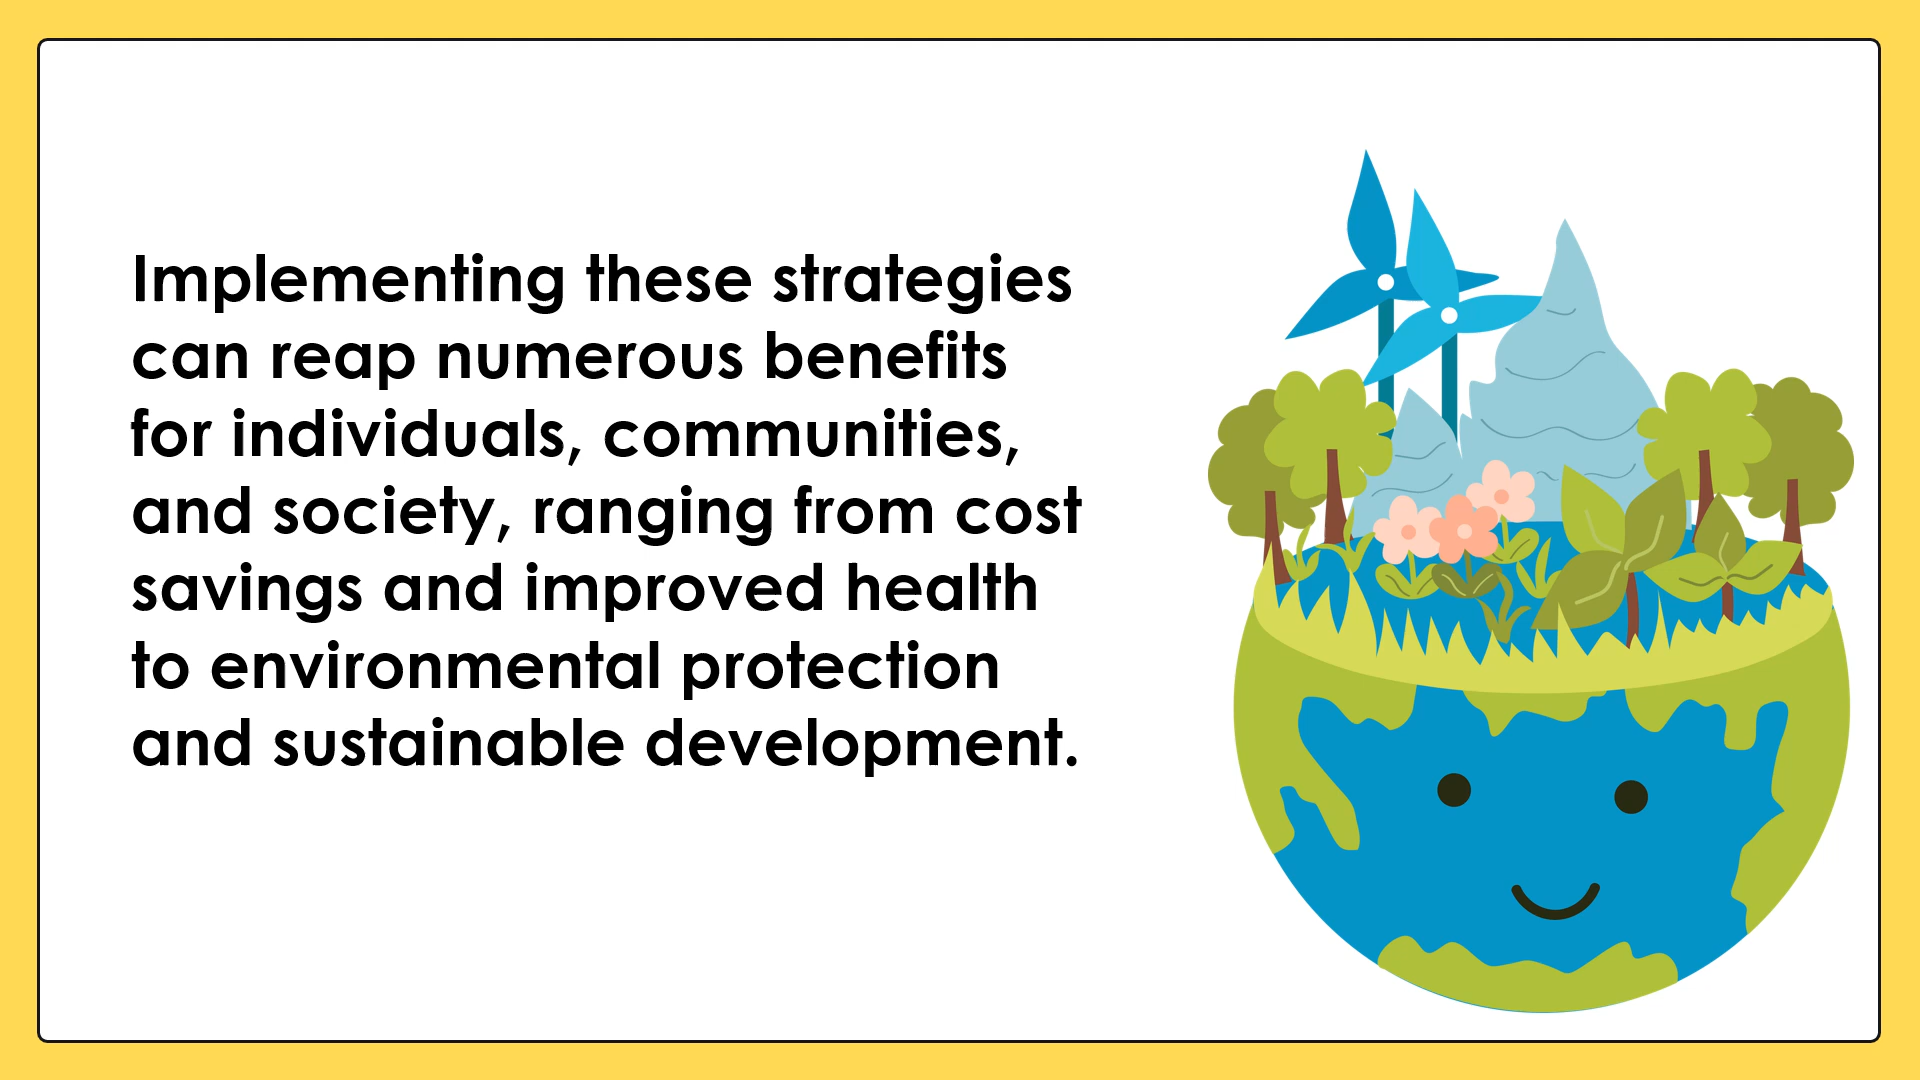 Implementing these strategies
can reap numerous benefits
for individuals, communities,
and society, ranging from cost
savings and improved health
to environmental protection
and sustainable development.